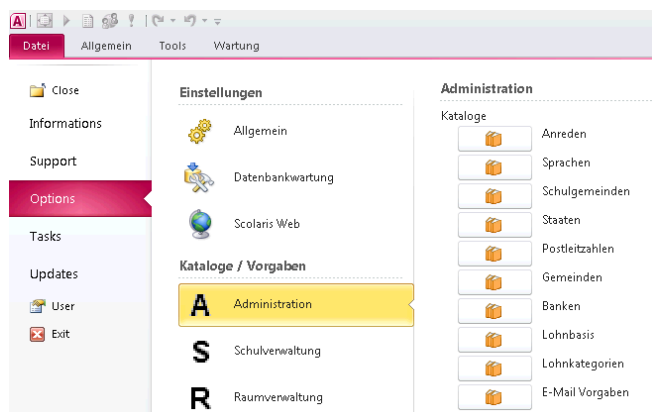 A
Datei Allgemein Tools Wartung
Close
Informations
Support
Options
Tasks
Updates
User
Exit
Einstellungen
Allgemein
Datenbankwartung
Scolaris Web
Kataloge / Vorgaben
A Administration
S Schulverwaltung
R Raumverwaltung
Administration
Kataloge
Anreden
Sprachen
Schulgemeinden
Staaten
Postleitzahlen
Gemeinden
Banken
Lohnbasis
Lohnkategorien
E-Mail Vorgaben